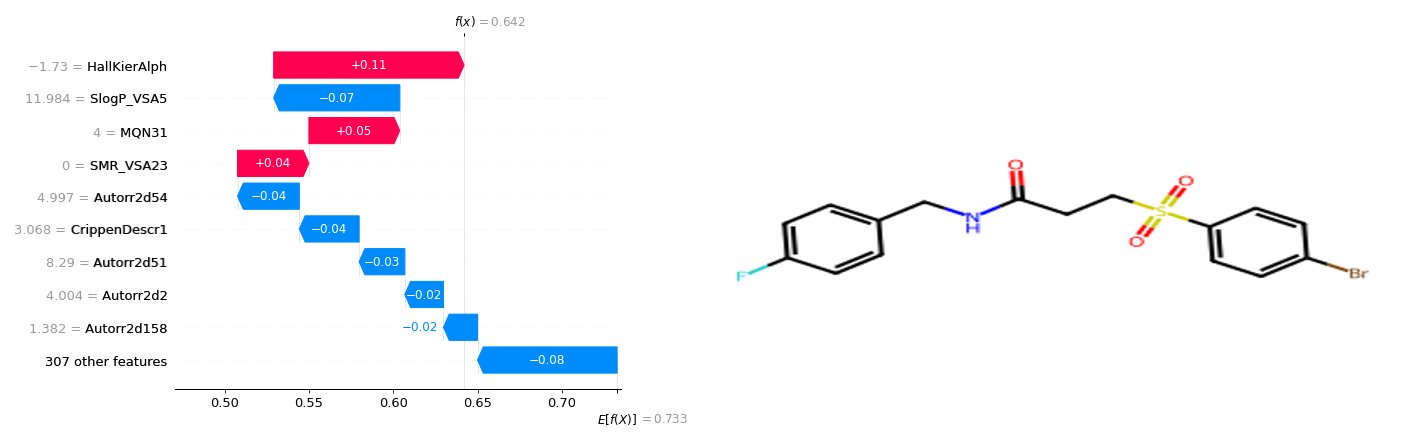 f(x) = 0.642
−1.73 = HallKierAlph
+0.11
11.984 = SlogP_VSA5
−0.07
4 = MQN31
+0.05
0 = SMR_VSA23
+0.04
4.997 = Autorr2d54
−0.04
3.068 = CrippenDescr1
−0.04
8.29 = Autorr2d51
−0.03
4.004 = Autorr2d2
−0.02
1.382 = Autorr2d158
−0.02
307 other features
−0.08
0.50 0.55 0.60 0.65 0.70
E[f(X)] = 0.733
O
O
S
N
H
O
F
Br